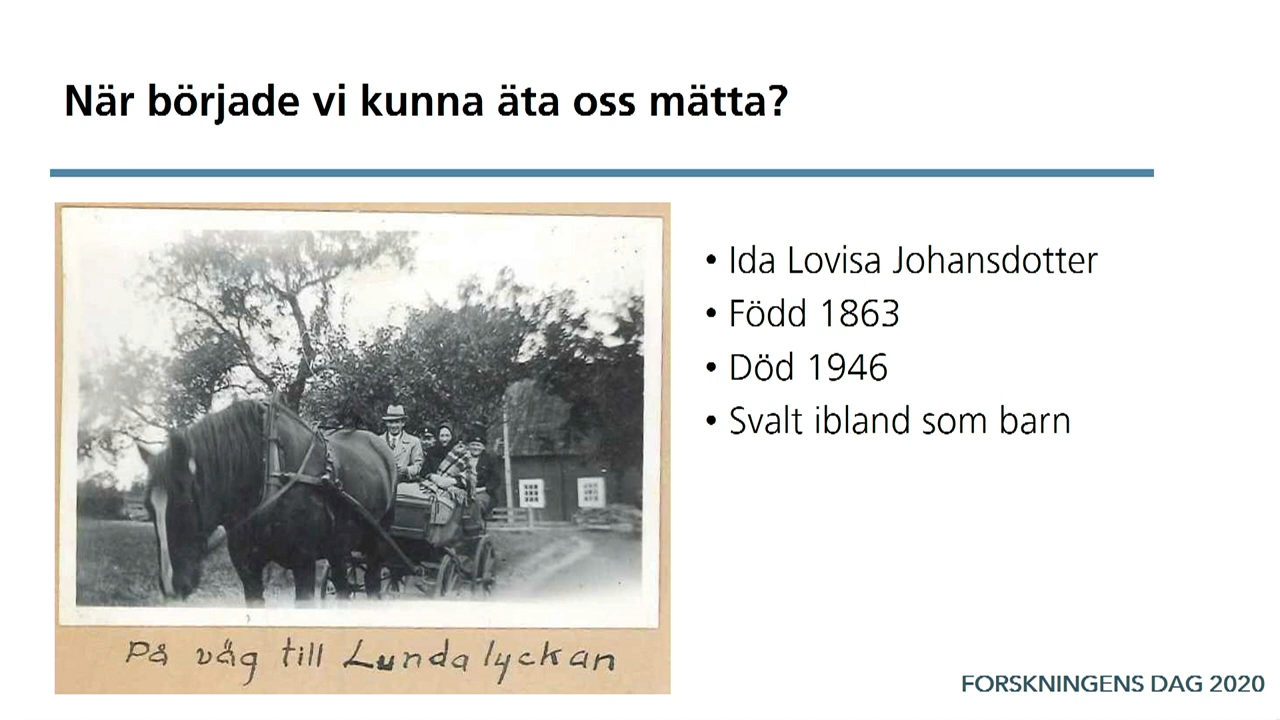 När började vi kunna äta oss mätta?
• Ida Lovisa Johansdotter
• Född 1863
• Död 1946
• Svalt ibland som barn
På väg till Lundalyckan
FORSKNINGENS DAG 2020